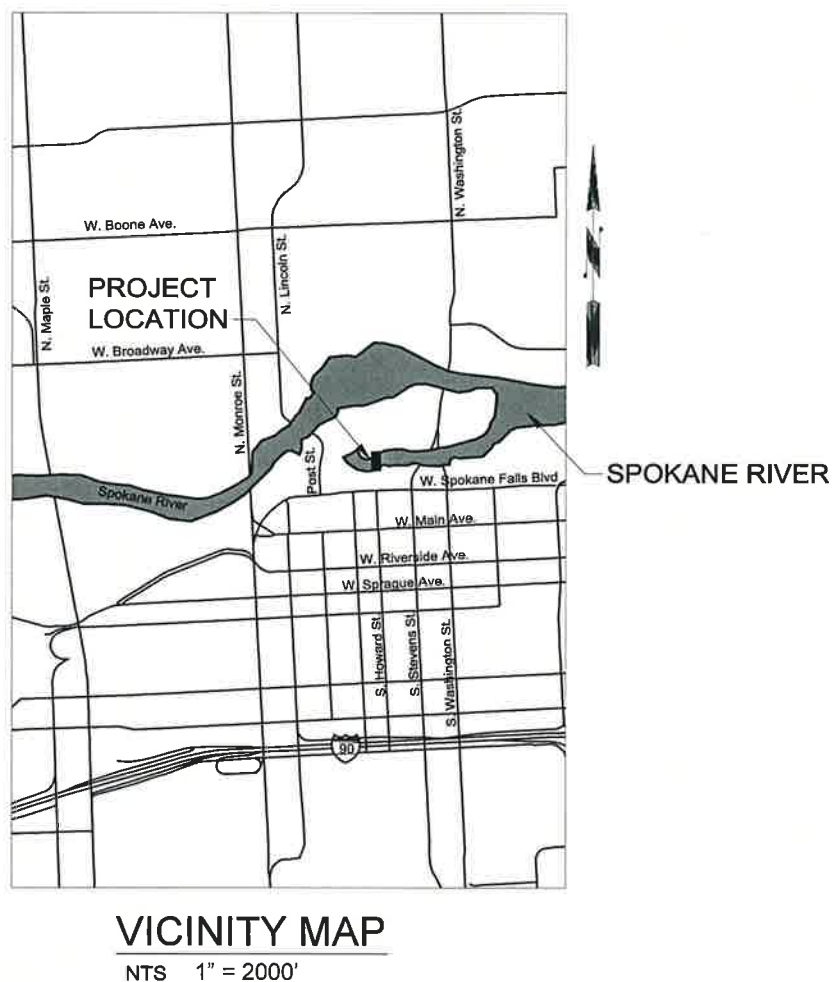 N. Washington St.
W. Boone Ave.
N. Lincoln St.
N. Maple St.
PROJECT
LOCATION
W. Broadway Ave.
N. Monroe St.
N
SPOKANE RIVER
Post St.
W. Spokane Falls Blvd
Spokane River
W. Main Ave.
W. Riverside Ave.
W. Sprague Ave.
S. Howard St.
S. Stevens St.
S. Washington St.
90
VICINITY MAP
NTS 1" = 2000'